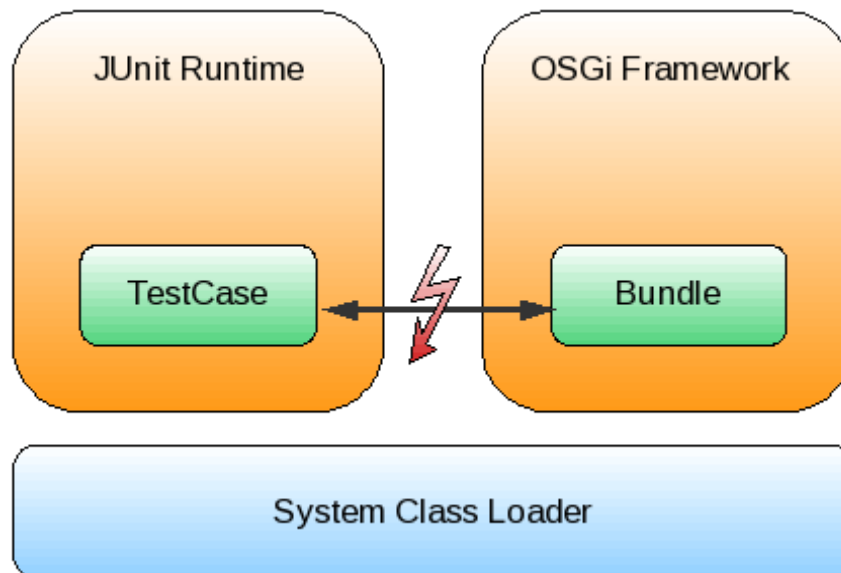 JUnit Runtime
OSGi Framework
TestCase
Bundle
System Class Loader